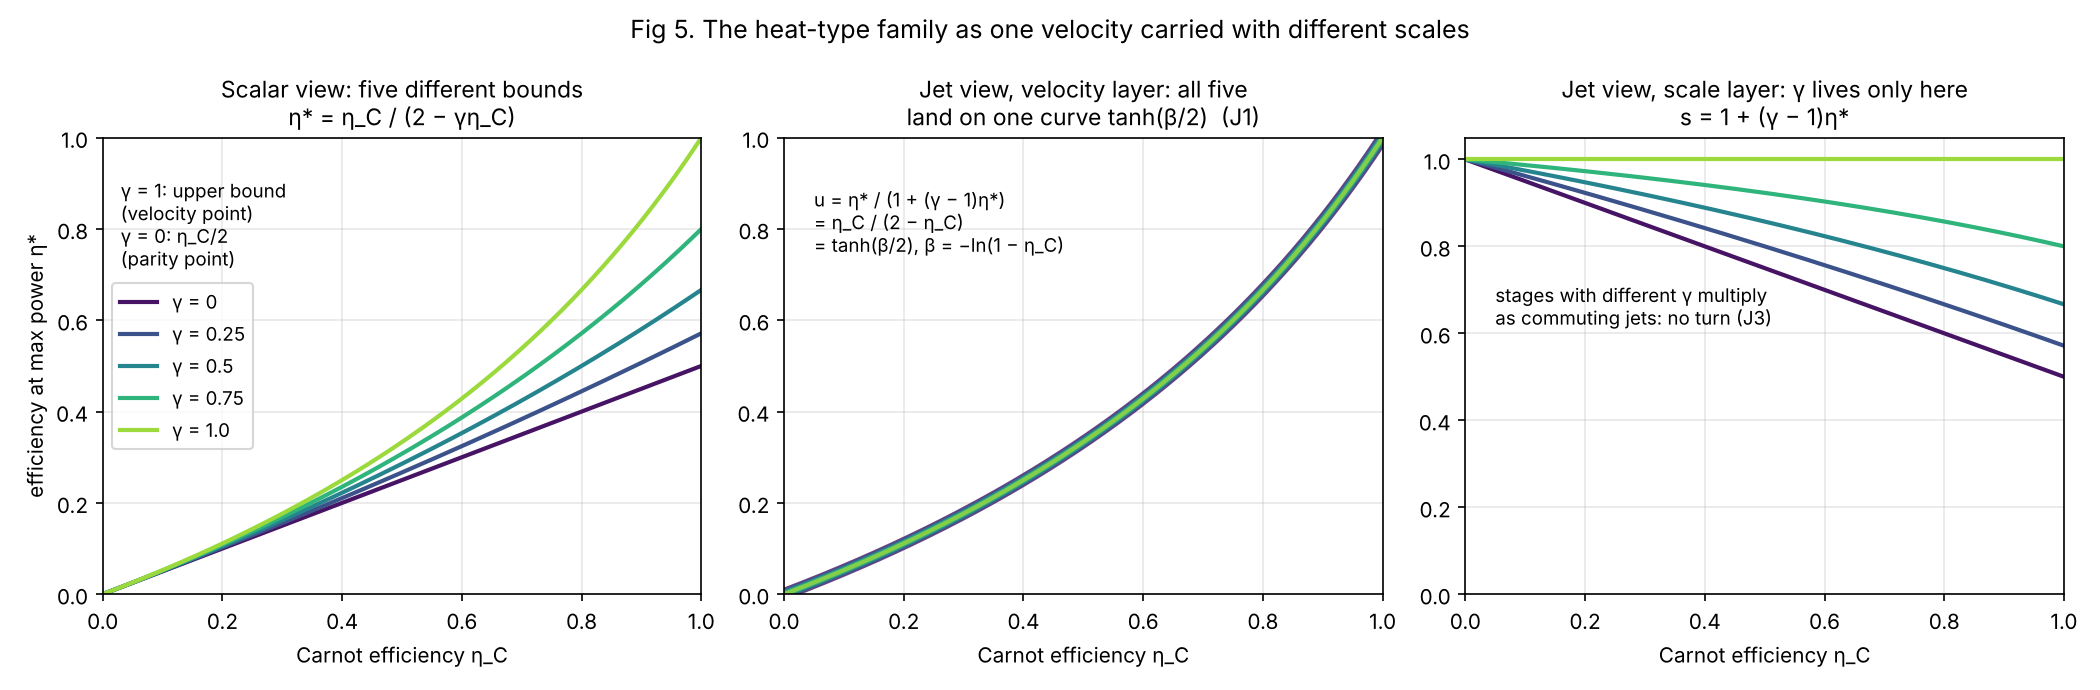 Fig 5. The heat-type family as one velocity carried with different scales
Scalar view: five different bounds
η* = η_C / (2 − γη_C)
efficiency at max power η*
1.0
0.8
0.6
0.4
0.2
0.0
γ = 1: upper bound
(velocity point)
γ = 0: η_C/2
(parity point)
γ = 0
γ = 0.25
γ = 0.5
γ = 0.75
γ = 1.0
0.0 0.2 0.4 0.6 0.8 1.0
Carnot efficiency η_C
Jet view, velocity layer: all five
land on one curve tanh(β/2) (J1)
1.0
0.8
0.6
0.4
0.2
0.0
u = η* / (1 + (γ − 1)η*)
= η_C / (2 − η_C)
= tanh(β/2), β = −ln(1 − η_C)
0.0 0.2 0.4 0.6 0.8 1.0
Carnot efficiency η_C
Jet view, scale layer: γ lives only here
s = 1 + (γ − 1)η*
1.0
0.8
0.6
0.4
0.2
0.0
stages with different γ multiply
as commuting jets: no turn (J3)
0.0 0.2 0.4 0.6 0.8 1.0
Carnot efficiency η_C